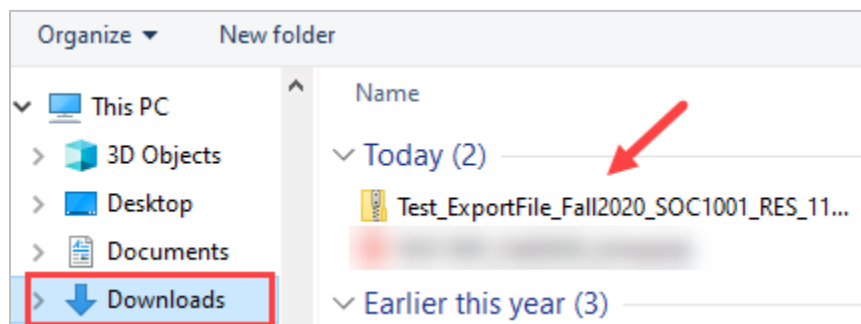 Organize New folder
This PC
3D Objects
Desktop
Documents
Downloads
Name
Today (2)
Test_ExportFile_Fall2020_SOC1001_RES_11...
Earlier this year (3)